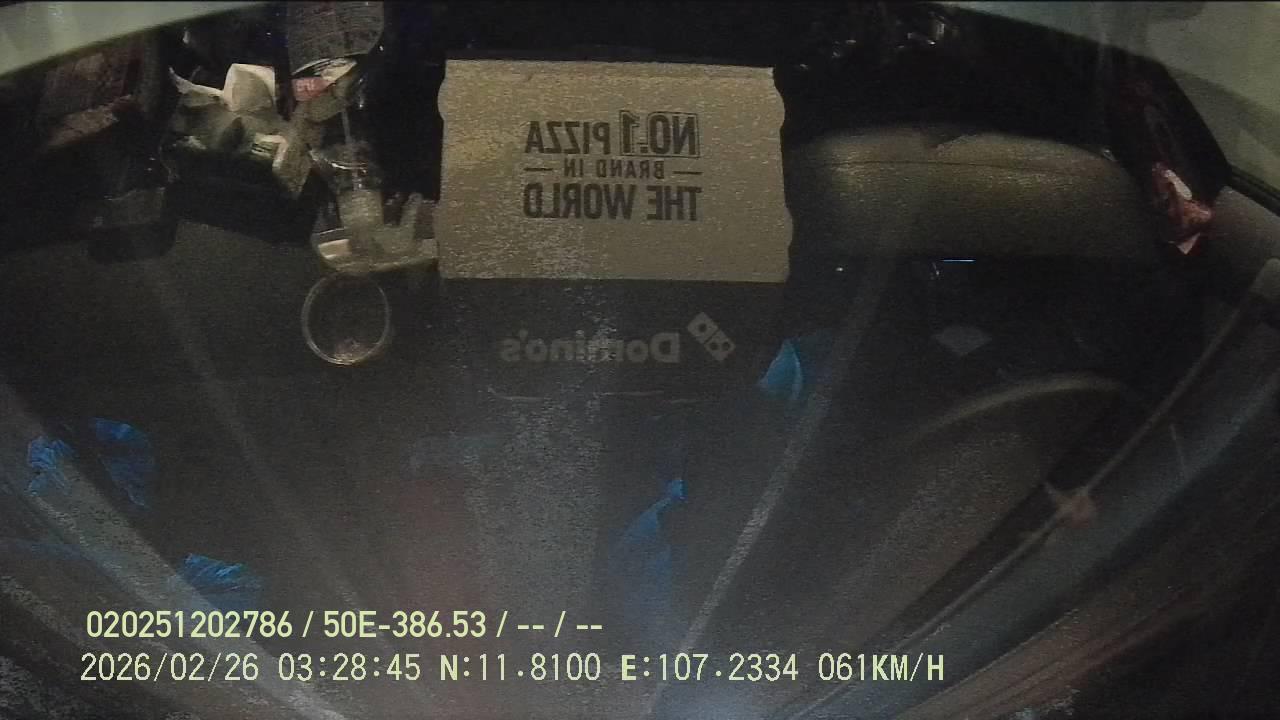 NO.1 PIZZA
BRAND IN
THE WORLD
Domino's
020251202786 / 50E-386.53 / -- / --
2026/02/26 03:28:45 N:11.8100 E:107.2334 061KM/H